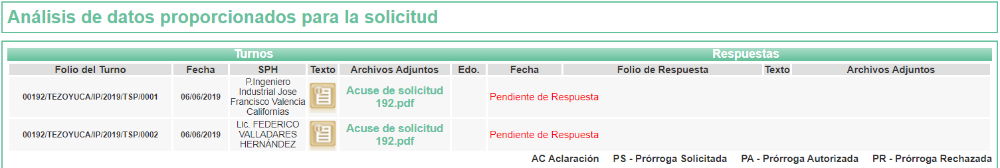 Análisis de datos proporcionados para la solicitud
Turnos Respuestas
Folio del Turno Fecha SPH Texto Archivos Adjuntos Edo. Fecha Folio de Respuesta Texto Archivos Adjuntos
00192/TEZOYUCA/IP/2019/TSP/0001 06/06/2019 P.Ingeniero
Industrial Jose
Francisco Valencia
Californias
Acuse de solicitud
192.pdf
Pendiente de Respuesta
00192/TEZOYUCA/IP/2019/TSP/0002 06/06/2019 Lic. FEDERICO
VALLADARES
HERNÁNDEZ
Acuse de solicitud
192.pdf
Pendiente de Respuesta
AC Aclaración PS - Prórroga Solicitada PA - Prórroga Autorizada PR - Prórroga Rechazada